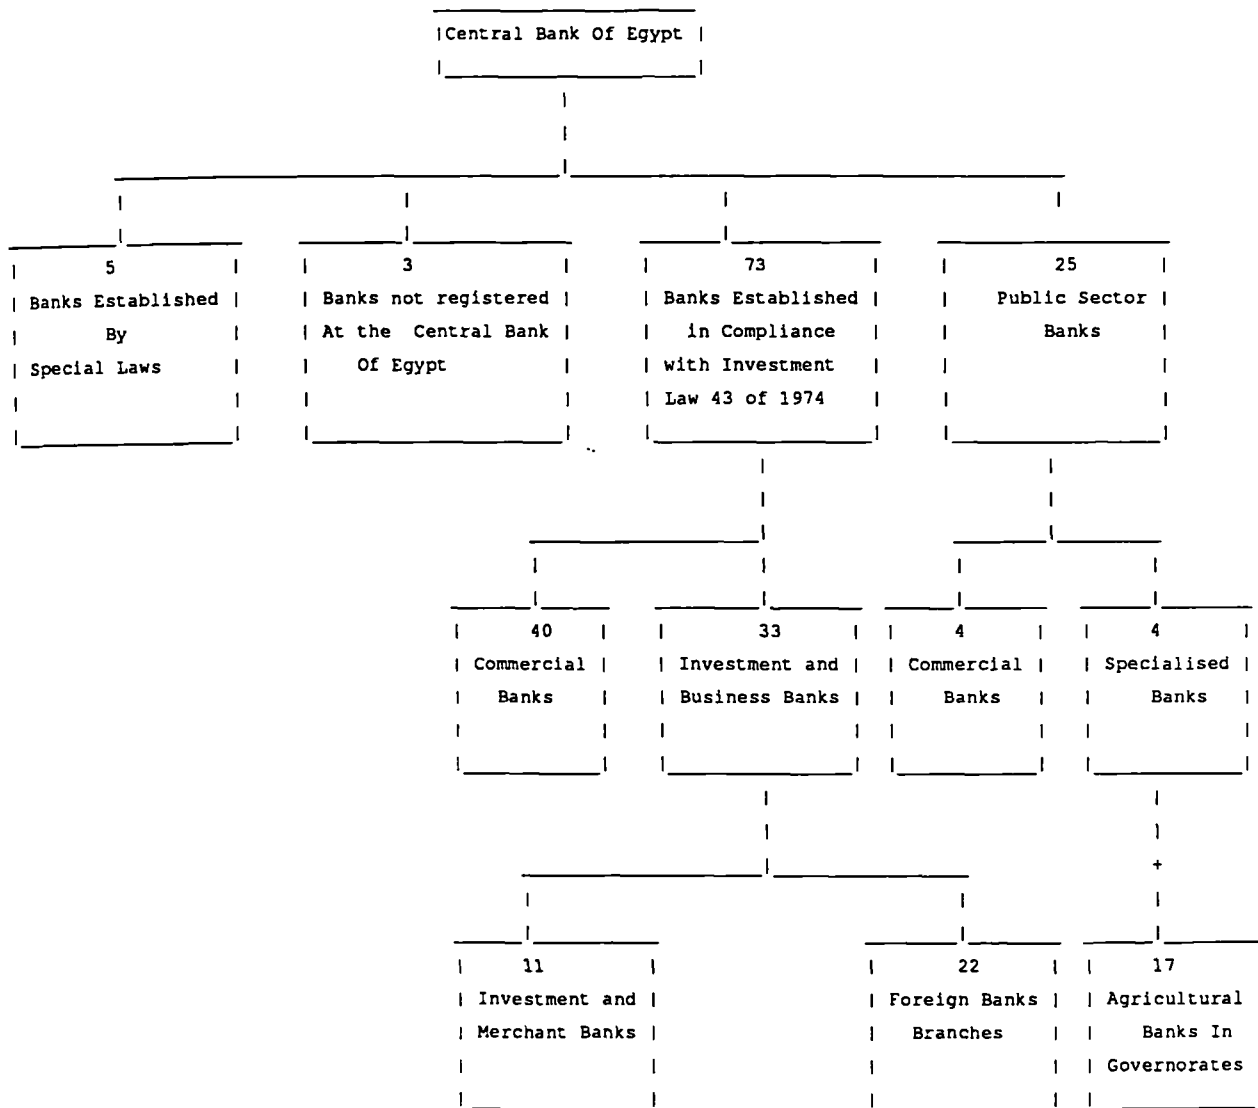 Central Bank Of Egypt
5
Banks Established
By
Special Laws
3
Banks not registered
At the Central Bank
Of Egypt
73
Banks Established
in Compliance
with Investment
Law 43 of 1974
25
Public Sector
Banks
40
Commercial
Banks
33
Investment and
Business Banks
4
Commercial
Banks
4
Specialised
Banks
+
11
Investment and
Merchant Banks
22
Foreign Banks
Branches
17
Agricultural
Banks In
Governorates